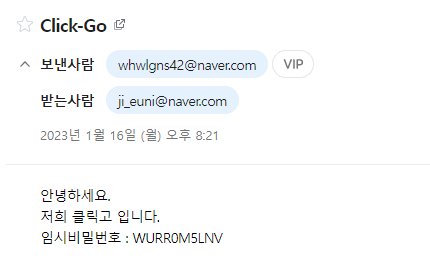 Click-Go
보낸사람 whwlgns42@naver.com VIP
받는사람 ji_euni@naver.com
2023년 1월 16일 (월) 오후 8:21
안녕하세요.
저희 클릭고 입니다.
임시비밀번호 : WURR0M5LNV